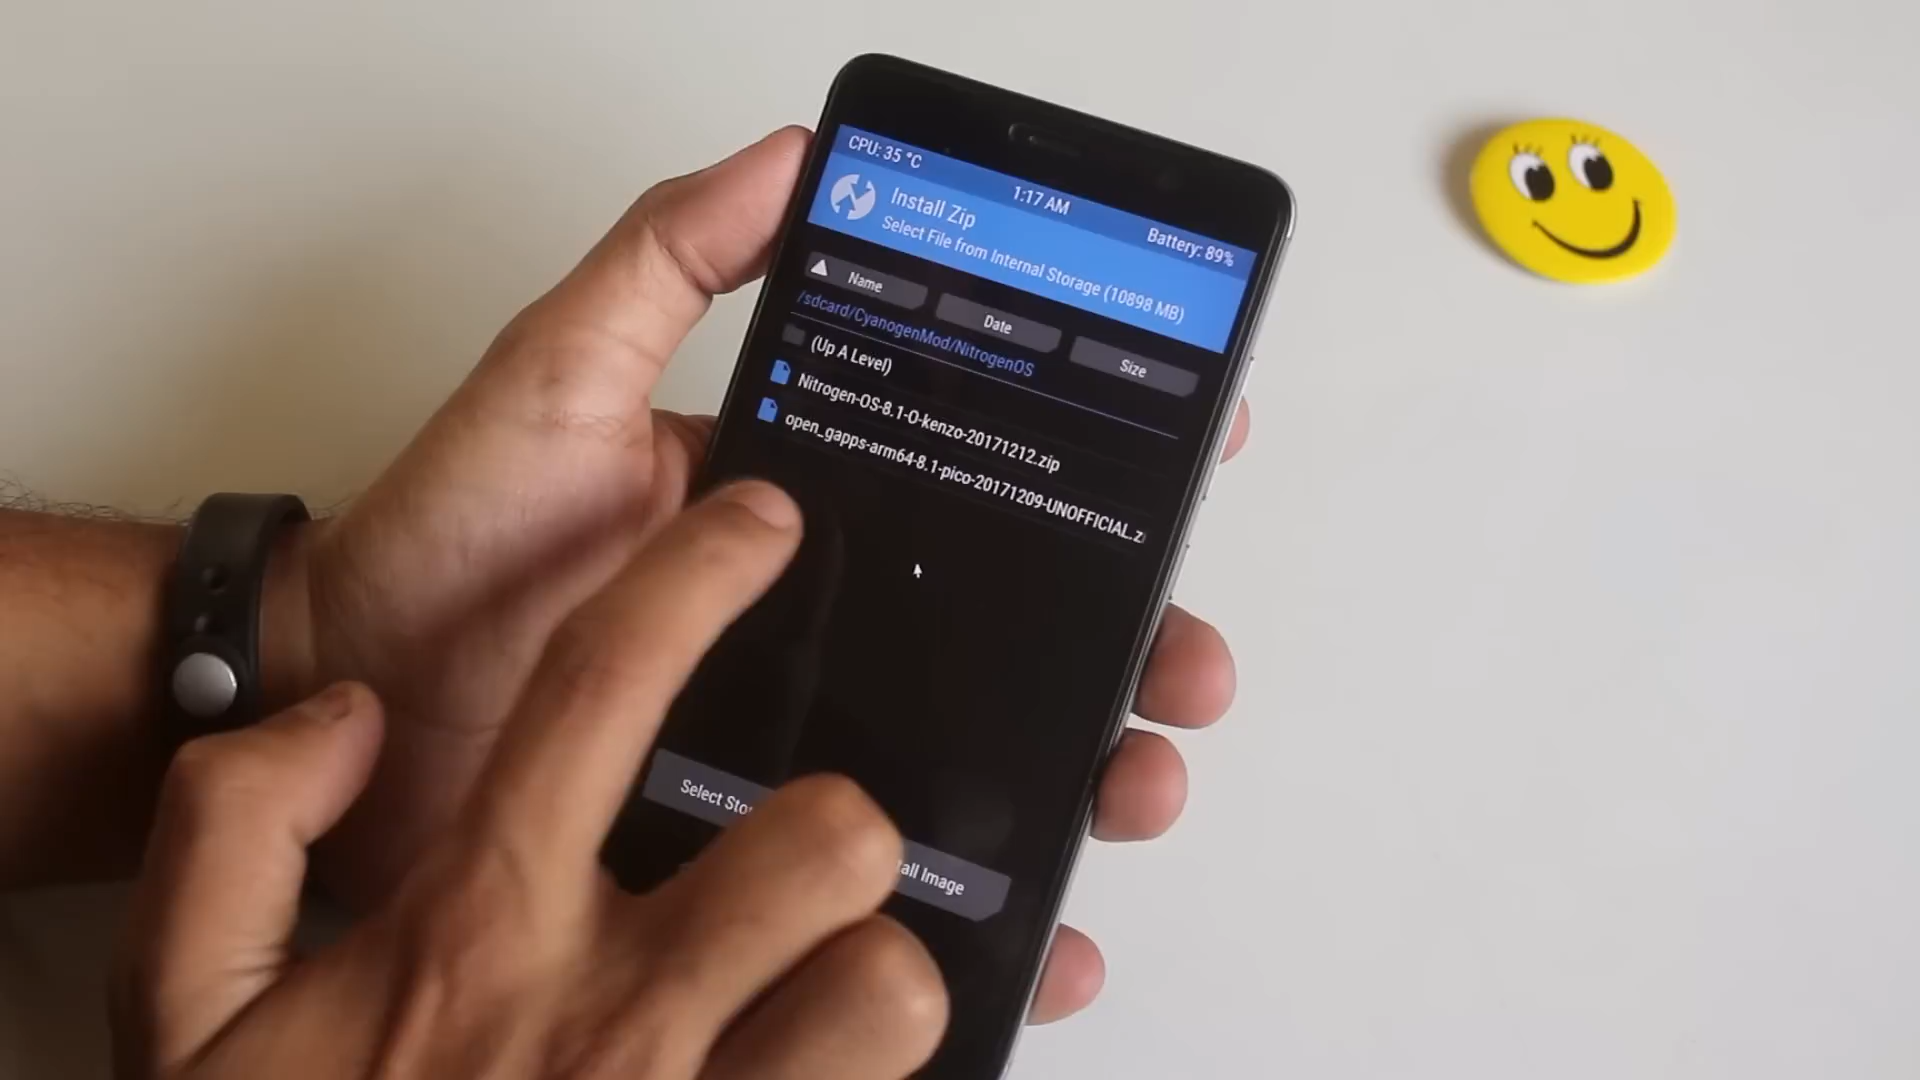 CPU: 35 °C
1:17 AM
Battery: 89%
Install Zip
Select File from Internal Storage (10898 MB)
Name
Date
Size
/sdcard/CyanogenMod/NitrogenOS
(Up A Level)
Nitrogen-OS-8.1-O-kenzo-20171212.zip
open_gapps-arm64-8.1-pico-20171209-UNOFFICIAL.z
Select Sto
tall Image